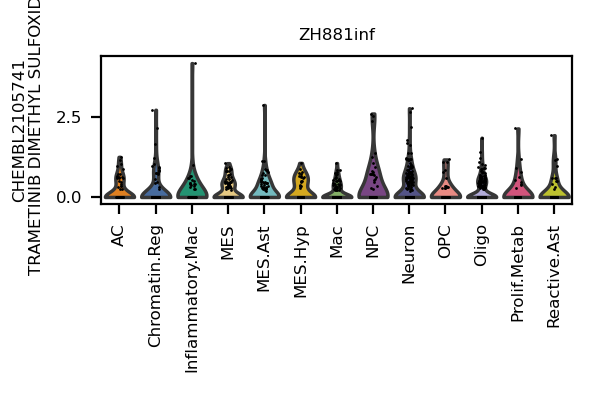 ZH881inf
CHEMBL2105741
TRAMETINIB DIMETHYL SULFOXID
2.5
0.0
AC
Chromatin.Reg
Inflammatory.Mac
MES
MES.Ast
MES.Hyp
Mac
NPC
Neuron
OPC
Oligo
Prolif.Metab
Reactive.Ast